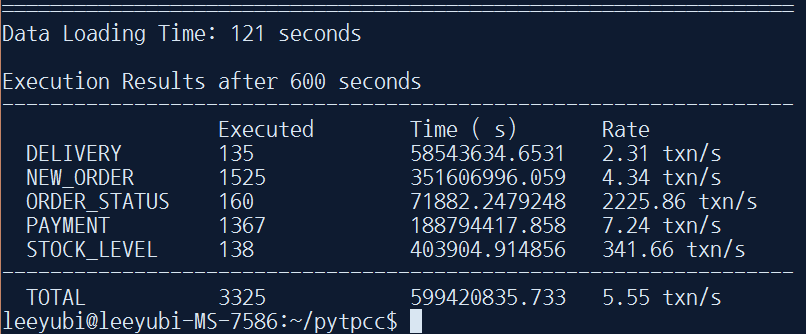 Data Loading Time: 121 seconds
Execution Results after 600 seconds
Executed Time ( s) Rate
DELIVERY 135 58543634.6531 2.31 txn/s
NEW_ORDER 1525 351606996.059 4.34 txn/s
ORDER_STATUS 160 71882.2479248 2225.86 txn/s
PAYMENT 1367 188794417.858 7.24 txn/s
STOCK_LEVEL 138 403904.914856 341.66 txn/s
TOTAL 3325 599420835.733 5.55 txn/s
leeyubi@leeyubi-MS-7586:~/pytpcc$